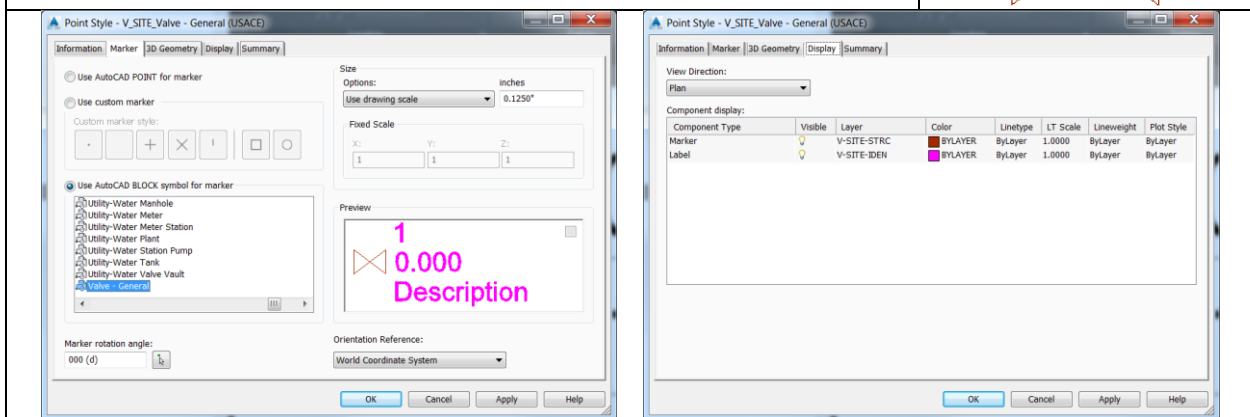 Point Style - V_SITE_Valve - General (USACE)
Information Marker 3D Geometry Display Summary
Use AutoCAD POINT for marker
Use custom marker
Custom marker style:
Use AutoCAD BLOCK symbol for marker
Utility-Water Manhole
Utility-Water Meter
Utility-Water Meter Station
Utility-Water Plant
Utility-Water Station Pump
Utility-Water Tank
Utility-Water Valve Vault
Valve - General
Marker rotation angle:
000 (d)
Size
Options: inches
Use drawing scale 0.1250"
Fixed Scale
X: Y: Z:
1 1 1
Preview
1
0.000
Description
Orientation Reference:
World Coordinate System
OK Cancel Apply Help
Point Style - V_SITE_Valve - General (USACE)
Information Marker 3D Geometry Display Summary
View Direction:
Plan
Component display:
Component Type Visible Layer Color Linetype LT Scale Lineweight Plot Style
Marker V-SITE-STRC BYLAYER ByLayer 1.0000 ByLayer ByLayer
Label V-SITE-IDEN BYLAYER ByLayer 1.0000 ByLayer ByLayer
OK Cancel Apply Help